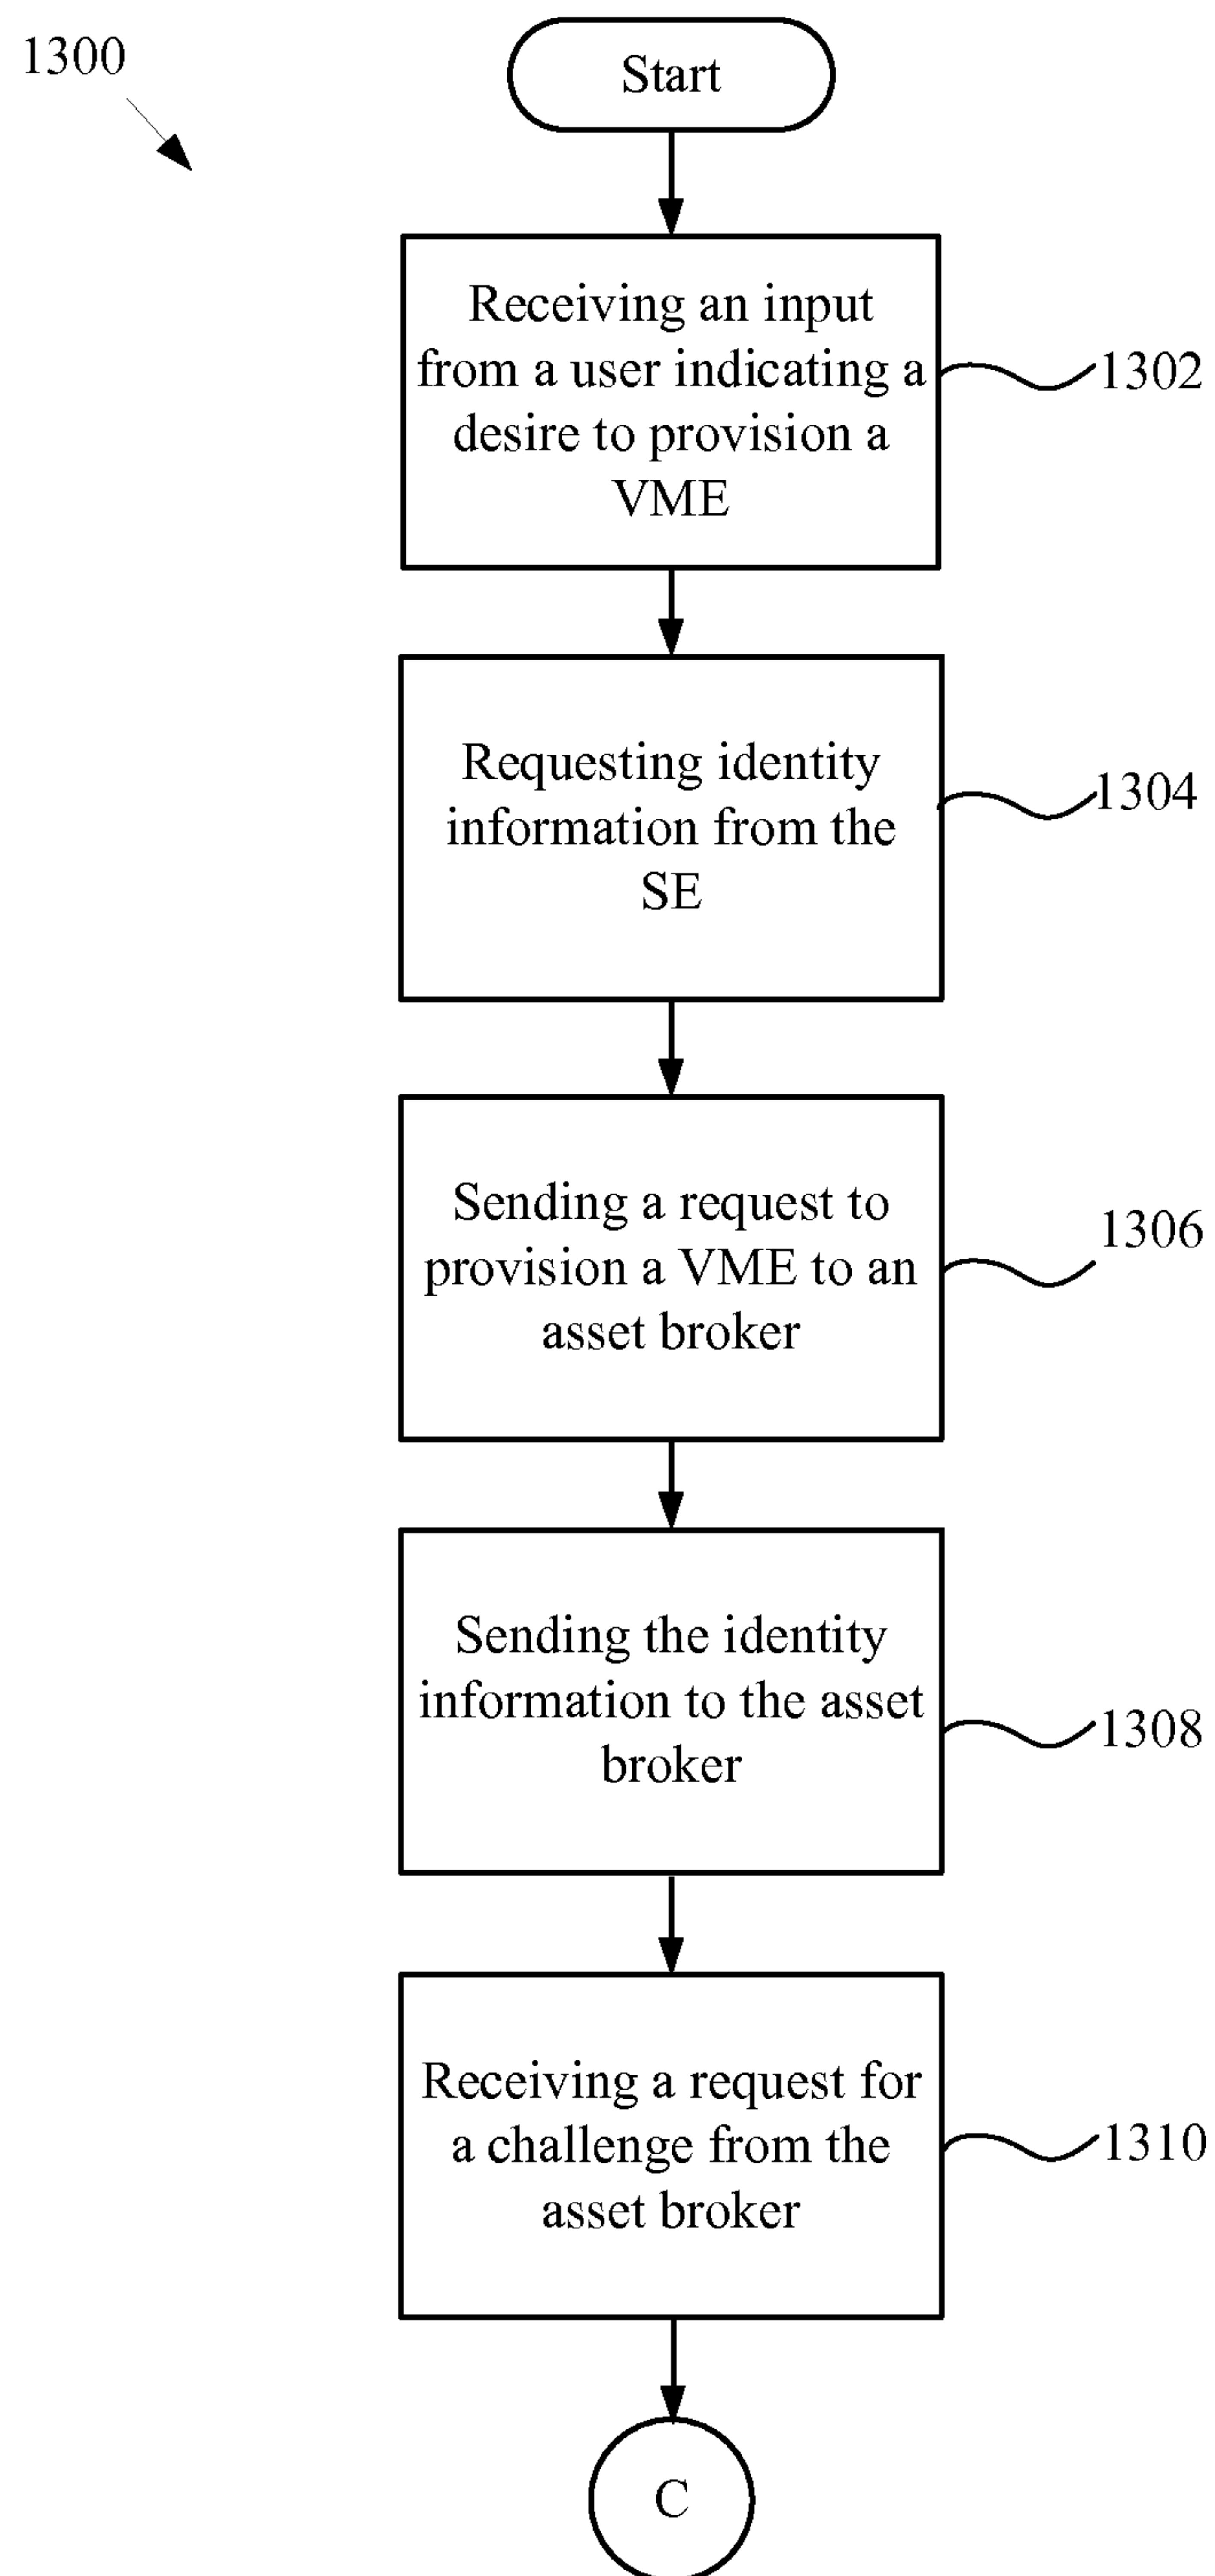 1300
Start
Receiving an input
from a user indicating a
desire to provision a
VME
1302
Requesting identity
information from the
SE
1304
Sending a request to
provision a VME to an
asset broker
1306
Sending the identity
information to the asset
broker
1308
Receiving a request for
a challenge from the
asset broker
1310
C